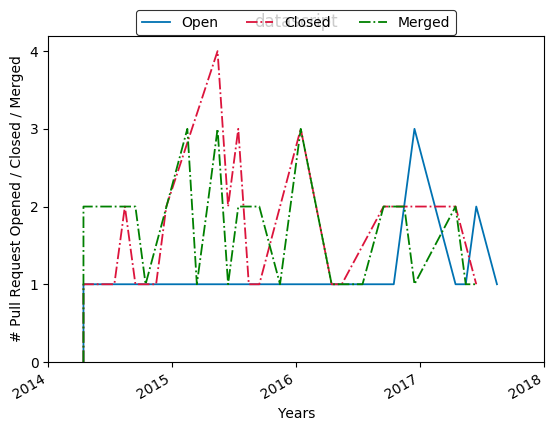 datascript
Open Closed Merged
# Pull Request Opened / Closed / Merged
4
3
2
1
0
2014 2015 2016 2017 2018
Years